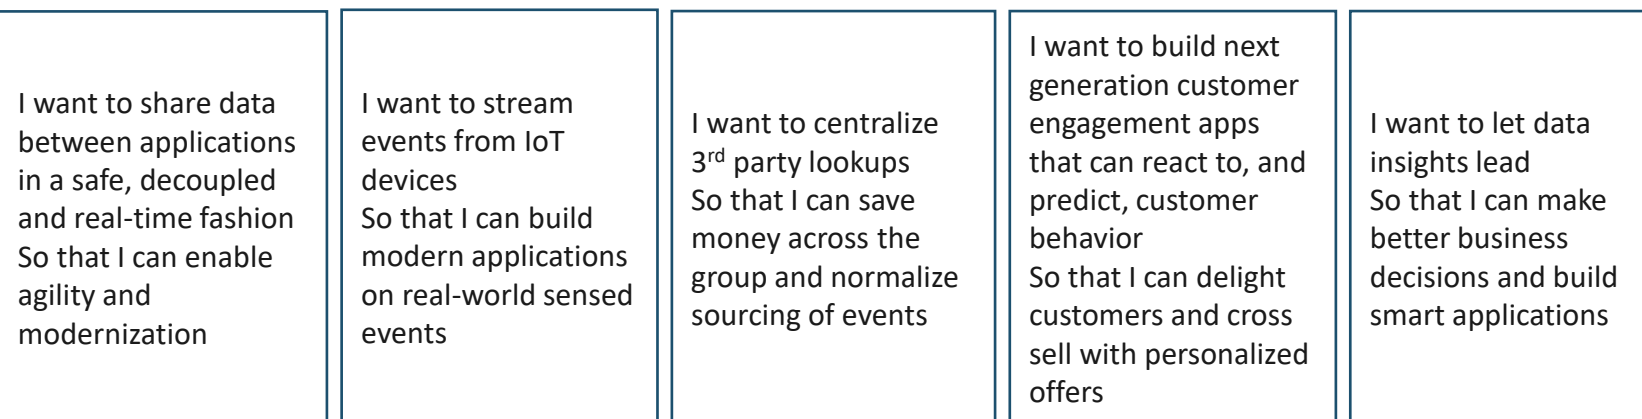 I want to share data
between applications
in a safe, decoupled
and real-time fashion
So that I can enable
agility and
modernization
I want to stream
events from IoT
devices
So that I can build
modern applications
on real-world sensed
events
I want to centralize
3rd party lookups
So that I can save
money across the
group and normalize
sourcing of events
I want to build next
generation customer
engagement apps
that can react to, and
predict, customer
behavior
So that I can delight
customers and cross
sell with personalized
offers
I want to let data
insights lead
So that I can make
better business
decisions and build
smart applications